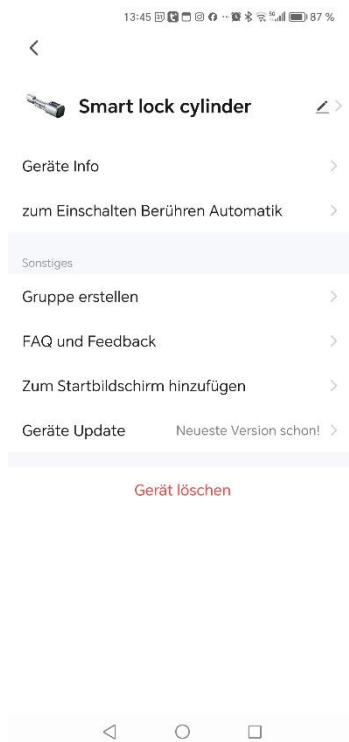 13:45 87 %
Smart lock cylinder
Geräte Info
zum Einschalten Berühren Automatik
Sonstiges
Gruppe erstellen
FAQ und Feedback
Zum Startbildschirm hinzufügen
Geräte Update Neueste Version schon!
Gerät löschen